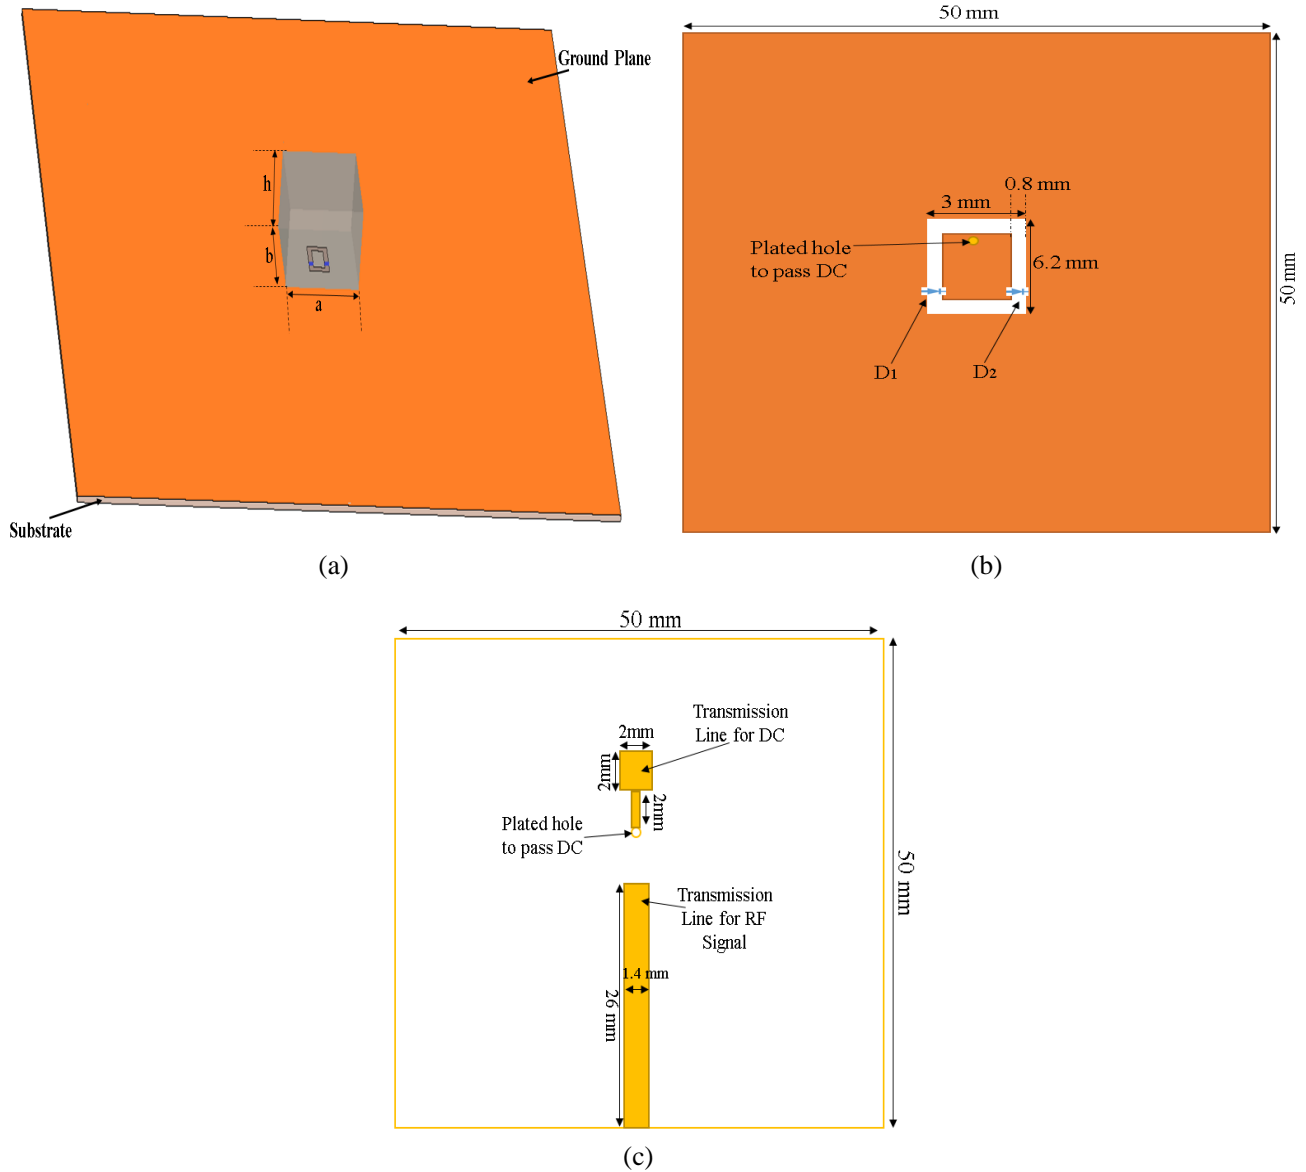 Ground Plane
h
b
a
Substrate
(a)
50 mm
50 mm
0.8 mm
3 mm
Plated hole
to pass DC
6.2 mm
D1
D2
(b)
50 mm
Transmission
Line for DC
2mm
2mm
2mm
Plated hole
to pass DC
50 mm
Transmission
Line for RF
Signal
1.4 mm
26 mm
(c)